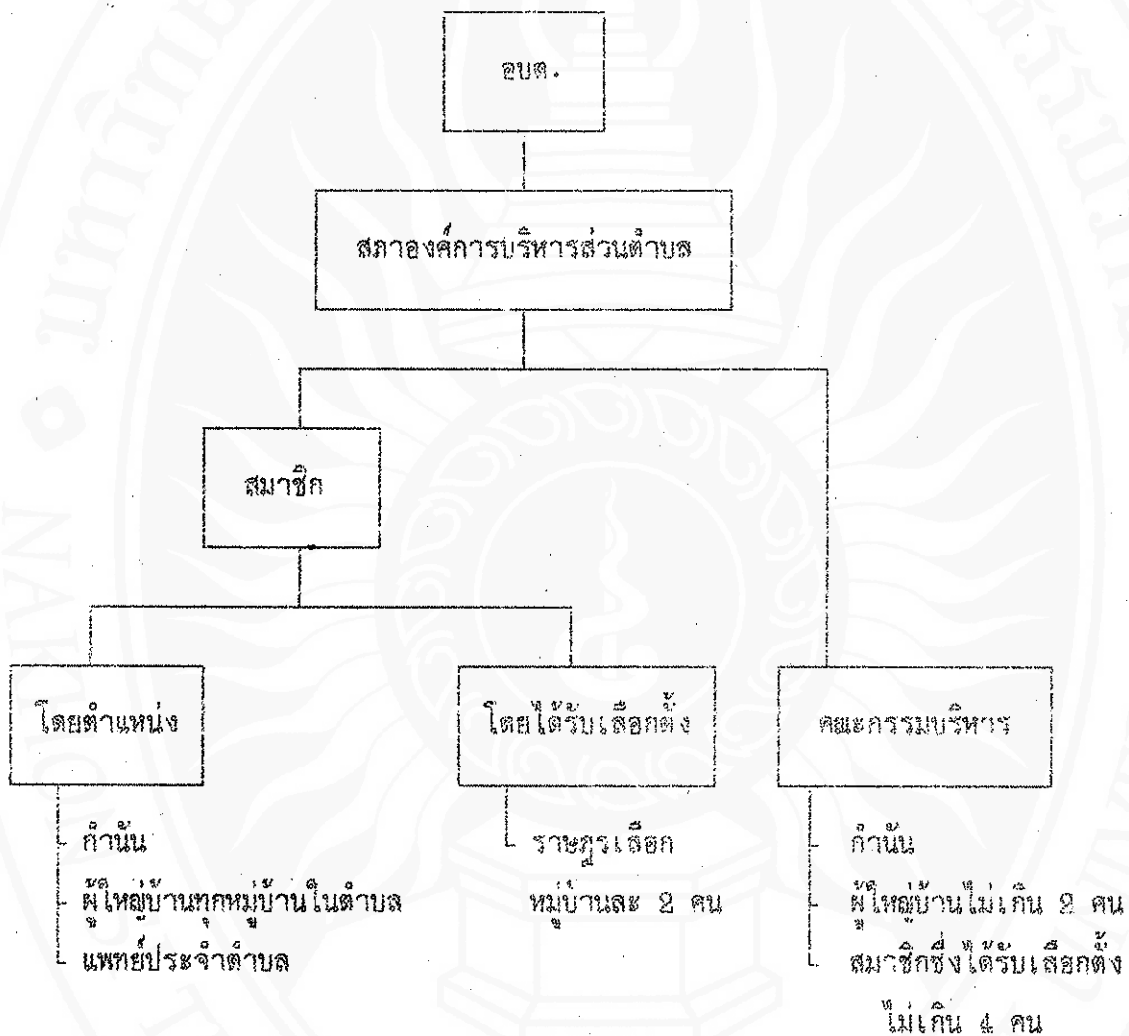 อบต.
สภาองค์การบริหารส่วนตำบล
สมาชิก
โดยตำแหน่ง
โดยได้รับเลือกตั้ง
คณะกรรมบริหาร
- กำนัน
- ผู้ใหญ่บ้านทุกหมู่บ้านในตำบล
- แพทย์ประจำตำบล
- ราษฎรเลือก
หมู่บ้านละ 2 คน
- กำนัน
- ผู้ใหญ่บ้านไม่เกิน 2 คน
- สมาชิกซึ่งได้รับเลือกตั้ง
ไม่เกิน 4 คน